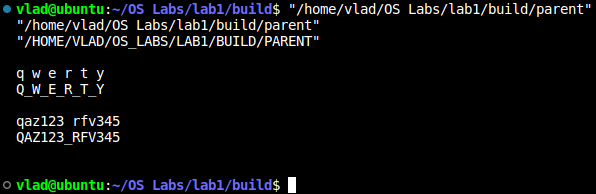 vlad@ubuntu:~/OS Labs/lab1/build$ "/home/vlad/OS Labs/lab1/build/parent"
"/home/vlad/OS Labs/lab1/build/parent"
"/HOME/VLAD/OS_LABS/LAB1/BUILD/PARENT"
q w e r t y
Q_W_E_R_T_Y
qaz123 rfv345
QAZ123_RFV345
vlad@ubuntu:~/OS Labs/lab1/build$